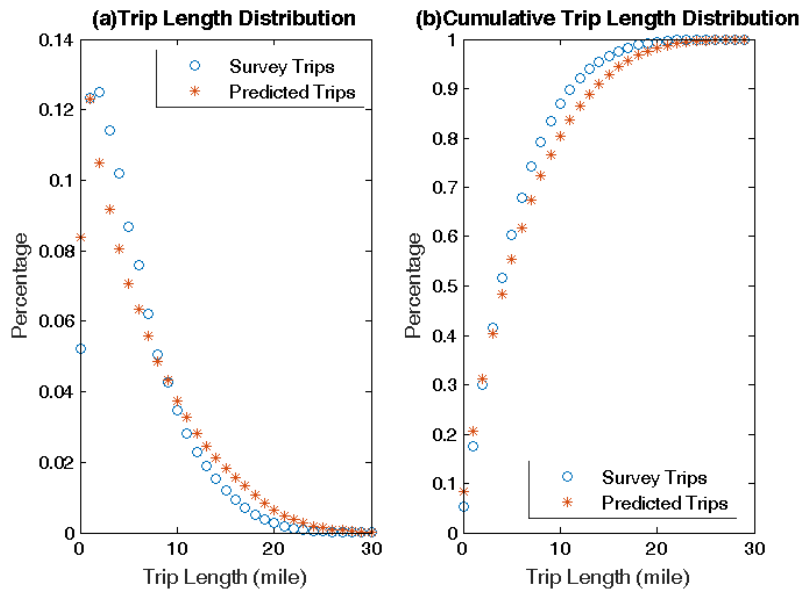 (a)Trip Length Distribution
0.14
0.12
0.1
0.08
0.06
0.04
0.02
0
Percentage
0
10
20
30
Trip Length (mile)
Survey Trips
Predicted Trips
(b)Cumulative Trip Length Distribution
1
0.9
0.8
0.7
0.6
0.5
0.4
0.3
0.2
0.1
0
Percentage
0
10
20
30
Trip Length (mile)
Survey Trips
Predicted Trips